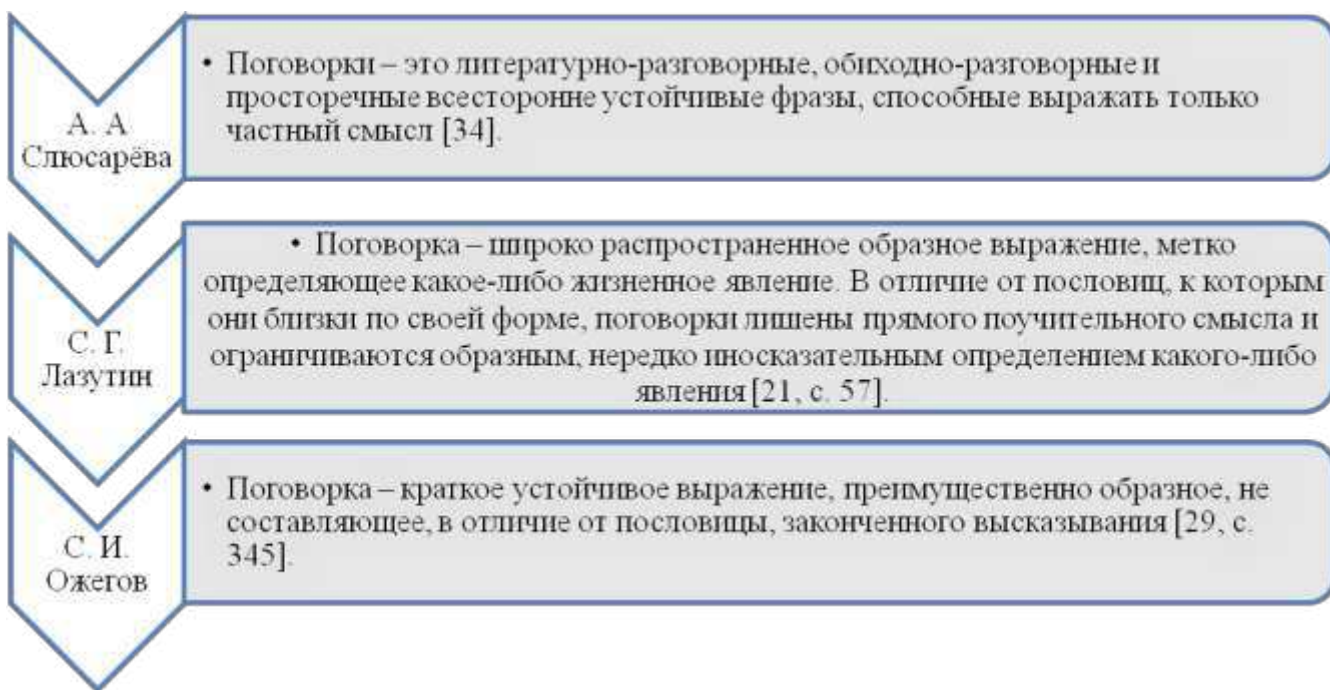 А. А
Слюсарёва
• Поговорки – это литературно-разговорные, обиходно-разговорные и
просторечные всесторонне устойчивые фразы, способные выражать только
частный смысл [34].
С. Г.
Лазутин
• Поговорка – широко распространенное образное выражение, метко
определяющее какое-либо жизненное явление. В отличие от пословиц, к которым
они близки по своей форме, поговорки лишены прямого поучительного смысла и
ограничиваются образным, нередко иносказательным определением какого-либо
явления [21, с. 57].
С. И.
Ожегов
• Поговорка – краткое устойчивое выражение, преимущественно образное, не
составляющее, в отличие от пословицы, законченного высказывания [29, с.
345].